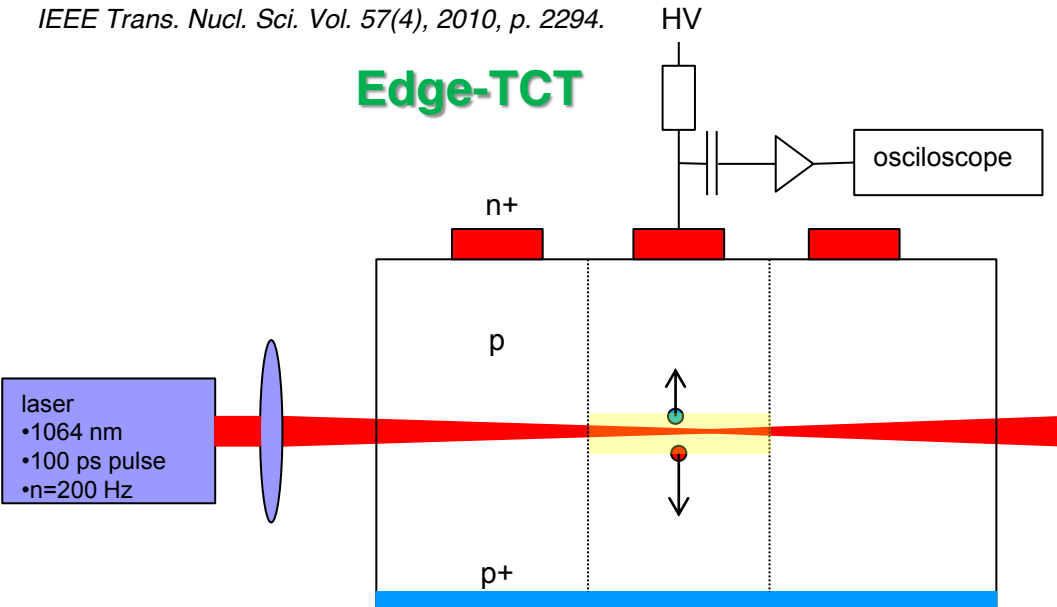 IEEE Trans. Nucl. Sci. Vol. 57(4), 2010, p. 2294.
HV
Edge-TCT
osciloscope
n+
p
laser
•1064 nm
•100 ps pulse
•n=200 Hz
p+